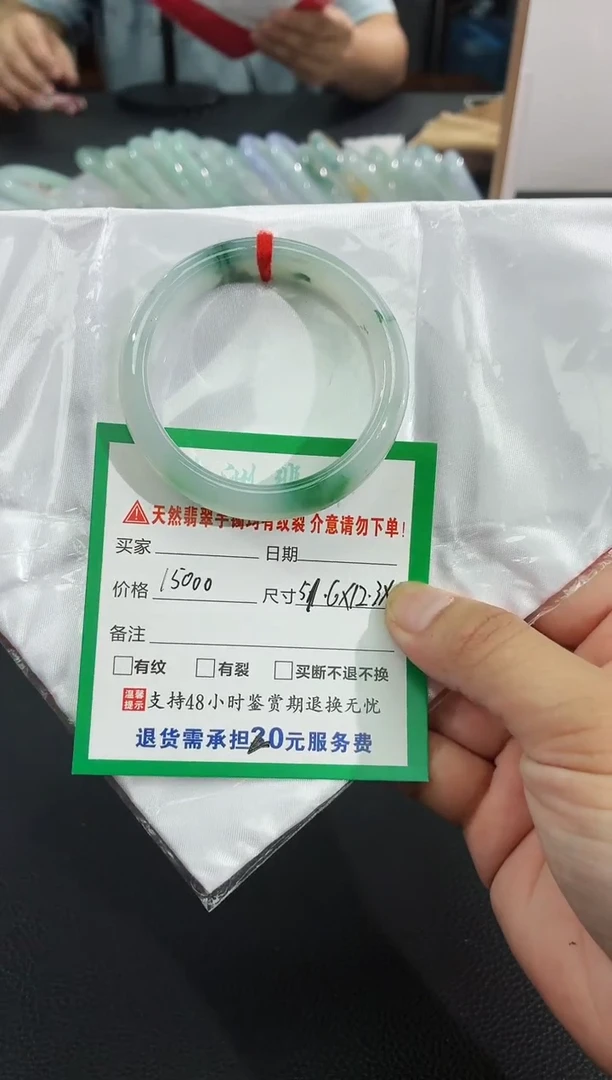 天然翡翠手镯均有纹裂 介意请勿下单!
买家 日期
价格 15000 尺寸 51.6X12.3X
备注
有纹 有裂 买断不退不换
温馨提示 支持48小时鉴赏期退换无忧
退货需承担20元服务费